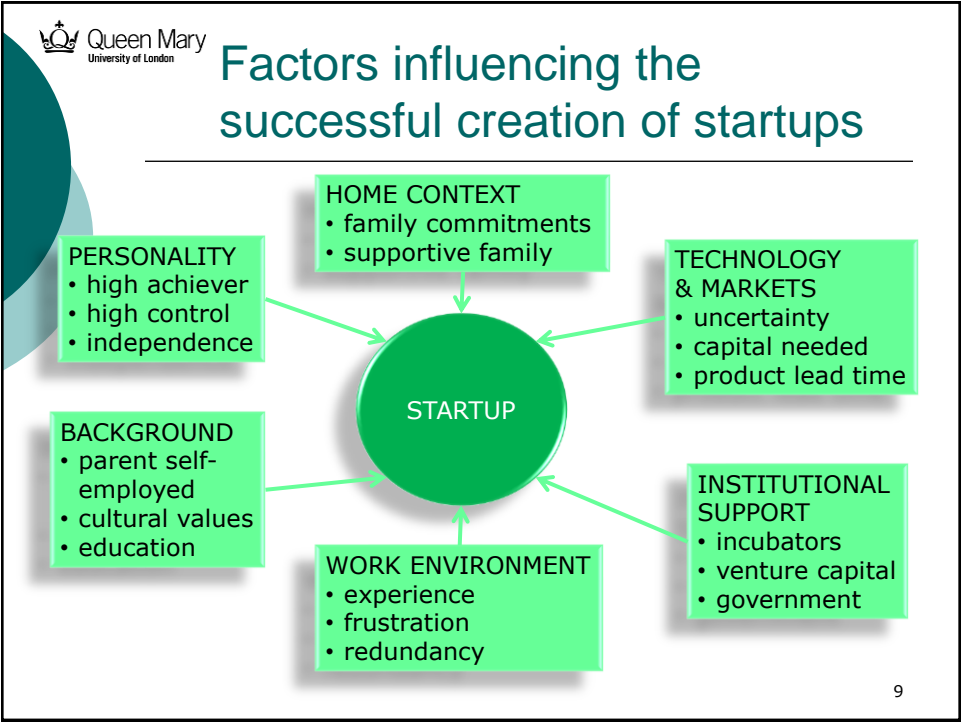 Queen Mary
University of London
Factors influencing the
successful creation of startups
HOME CONTEXT
• family commitments
• supportive family
PERSONALITY
• high achiever
• high control
• independence
TECHNOLOGY
& MARKETS
• uncertainty
• capital needed
• product lead time
STARTUP
BACKGROUND
• parent self-
employed
• cultural values
• education
INSTITUTIONAL
SUPPORT
• incubators
• venture capital
• government
WORK ENVIRONMENT
• experience
• frustration
• redundancy
9